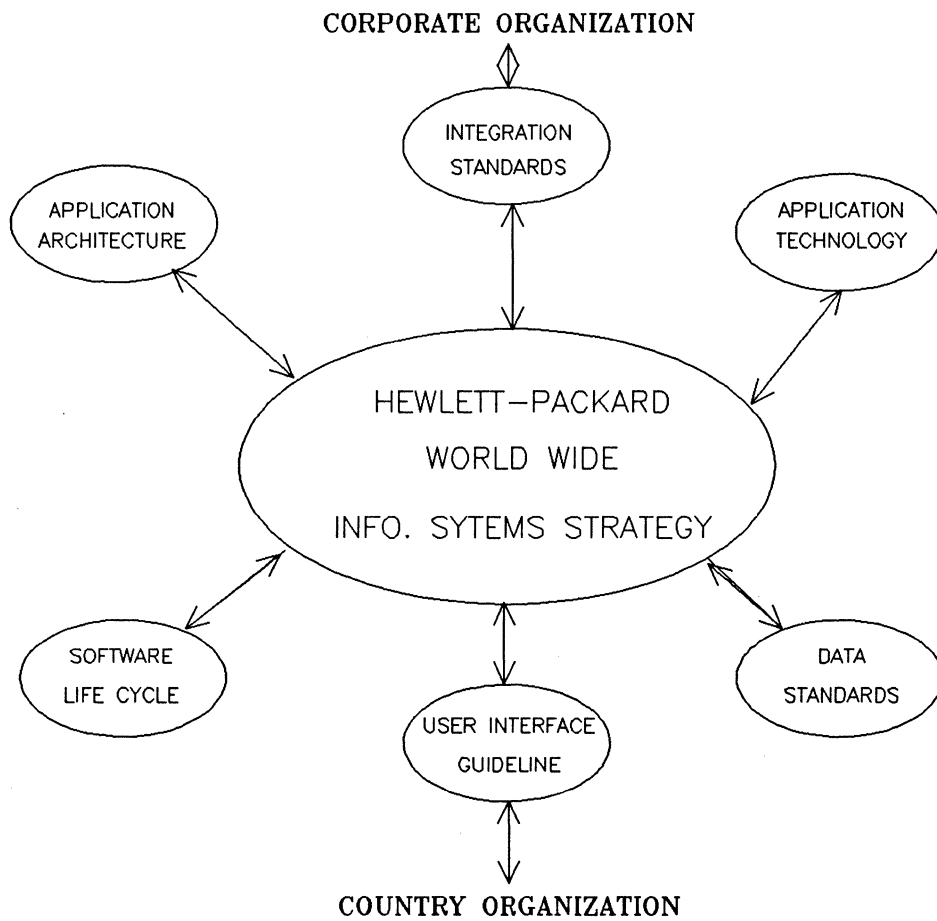 CORPORATE ORGANIZATION
INTEGRATION
STANDARDS
APPLICATION
ARCHITECTURE
APPLICATION
TECHNOLOGY
HEWLETT-PACKARD
WORLD WIDE
INFO. SYTEMS STRATEGY
SOFTWARE
LIFE CYCLE
DATA
STANDARDS
USER INTERFACE
GUIDELINE
COUNTRY ORGANIZATION